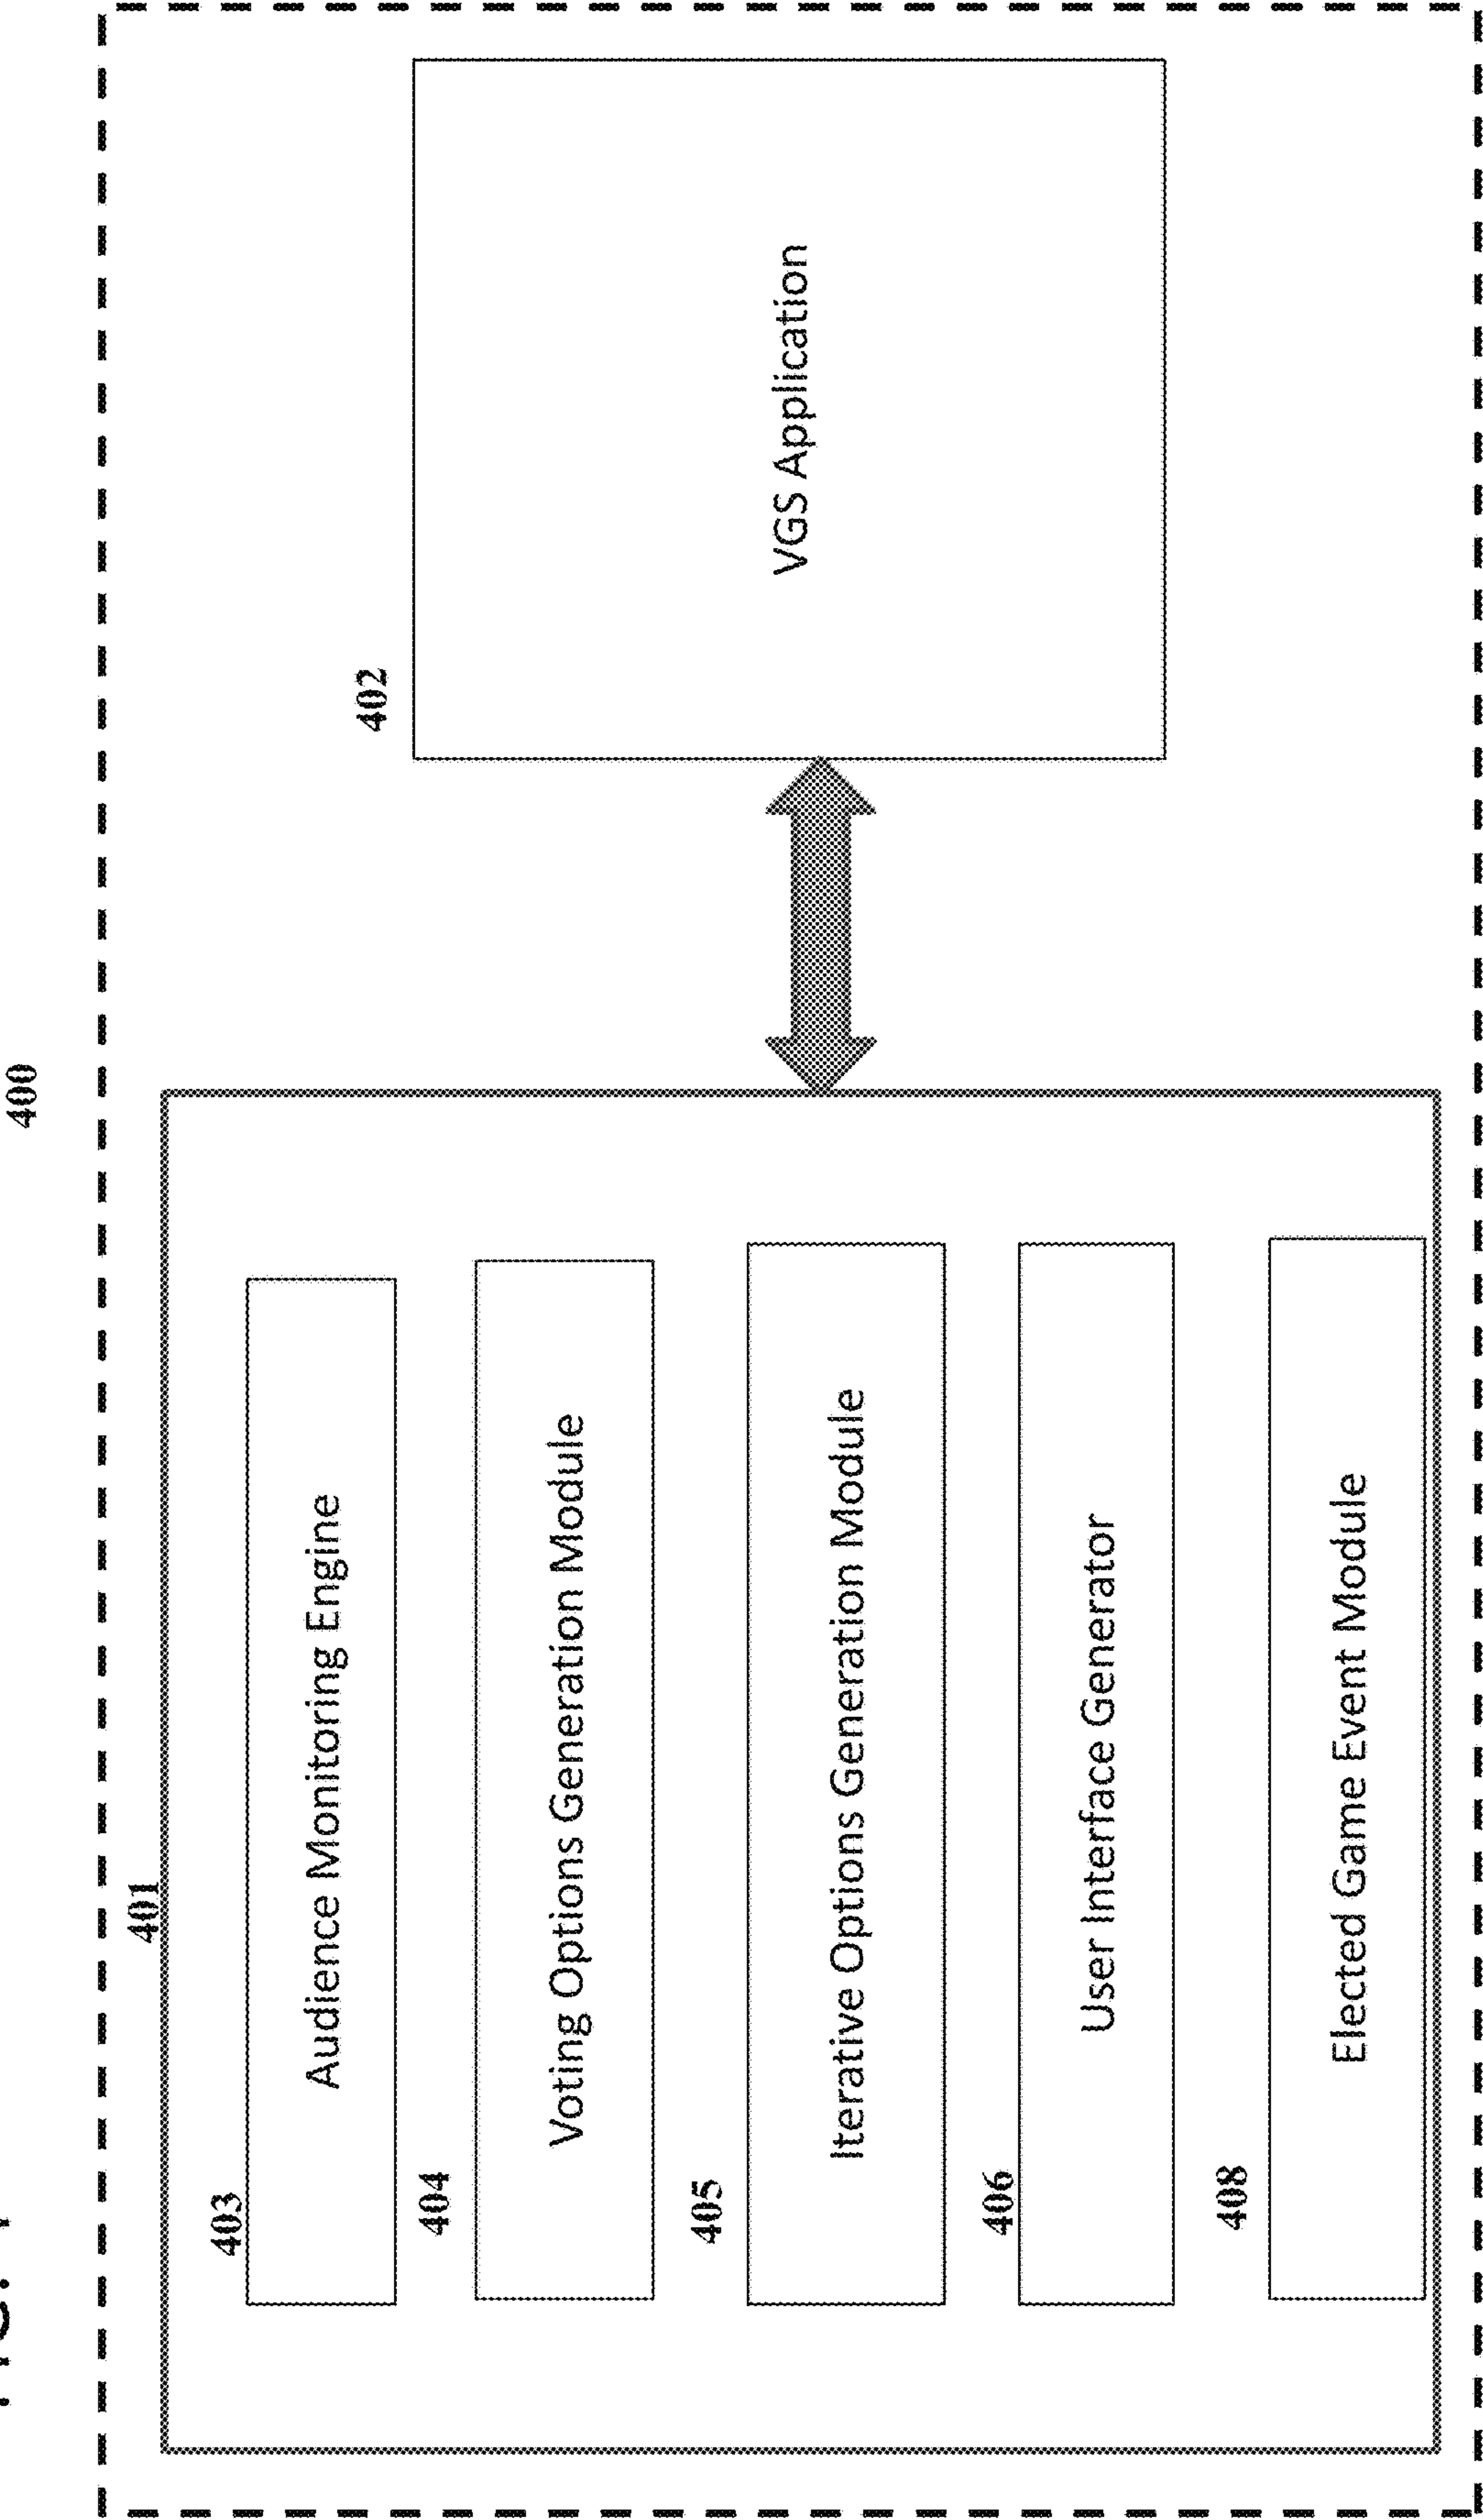 400
401
403
Audience Monitoring Engine
404
Voting Options Generation Module
405
Iterative Options Generation Module
406
User Interface Generator
408
Elected Game Event Module
402
VGS Application